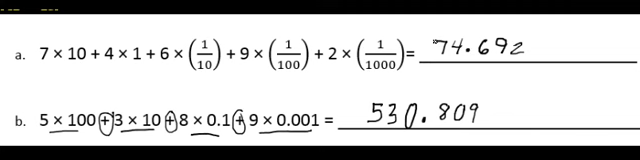 a. 7 × 10 + 4 × 1 + 6 × (1/10) + 9 × (1/100) + 2 × (1/1000) = 74.692
b. 5 × 100 + 3 × 10 + 8 × 0.1 + 9 × 0.001 = 530.809